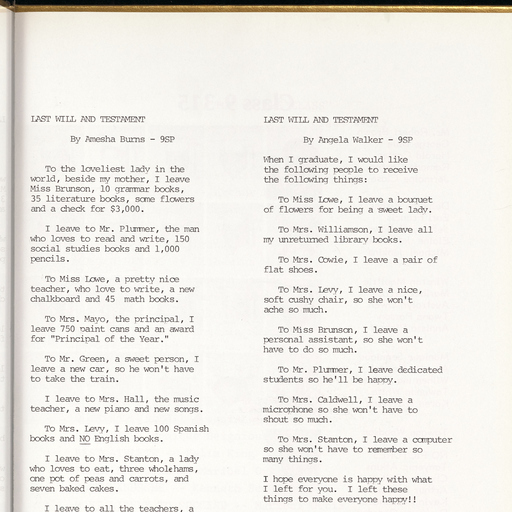 LAST WILL AND TESTAMENT
By Amesha Burns - 9SP
To the loveliest lady in the
world, beside my mother, I leave
Miss Brunson, 10 grammar books,
35 literature books, some flowers
and a check for $3,000.
I leave to Mr. Plummer, the man
who loves to read and write, 150
social studies books and 1,000
pencils.
To Miss Lowe, a pretty nice
teacher, who love to write, a new
chalkboard and 45 math books.
To Mrs. Mayo, the principal, I
leave 750 paint cans and an award
for "Principal of the Year."
To Mr. Green, a sweet person, I
leave a new car, so he won't have
to take the train.
I leave to Mrs. Hall, the music
teacher, a new piano and new songs.
To Mrs. Levy, I leave 100 Spanish
books and NO English books.
I leave to Mrs. Stanton, a lady
who loves to eat, three wholehams,
one pot of peas and carrots, and
seven baked cakes.
I leave to all the teachers, a
LAST WILL AND TESTAMENT
By Angela Walker - 9SP
When I graduate, I would like
the following people to receive
the following things:
To Miss Lowe, I leave a bouquet
of flowers for being a sweet lady.
To Mrs. Williamson, I leave all
my unreturned library books.
To Mrs. Cowie, I leave a pair of
flat shoes.
To Mrs. Levy, I leave a nice,
soft cushy chair, so she won't
ache so much.
To Miss Brunson, I leave a
personal assistant, so she won't
have to do so much.
To Mr. Plummer, I leave dedicated
students so he'll be happy.
To Mrs. Caldwell, I leave a
microphone so she won't have to
shout so much.
To Mrs. Stanton, I leave a computer
so she won't have to remember so
many things.
I hope everyone is happy with what
I left for you. I left these
things to make everyone happy!!